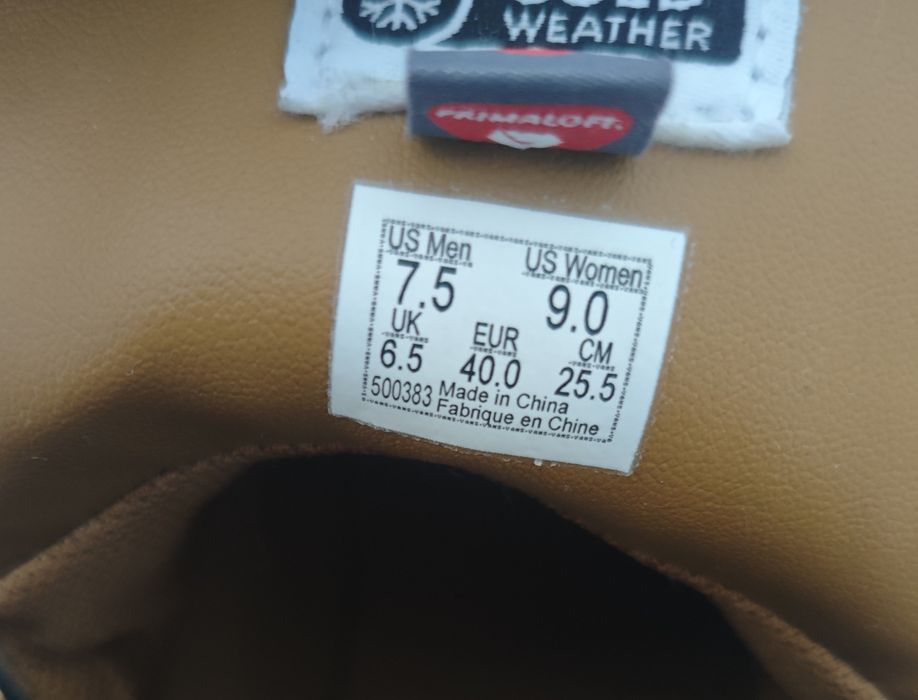 WEATHER
PRIMALOFT.
US Men US Women
7.5 9.0
UK EUR CM
6.5 40.0 25.5
500383 Made in China
Fabrique en Chine